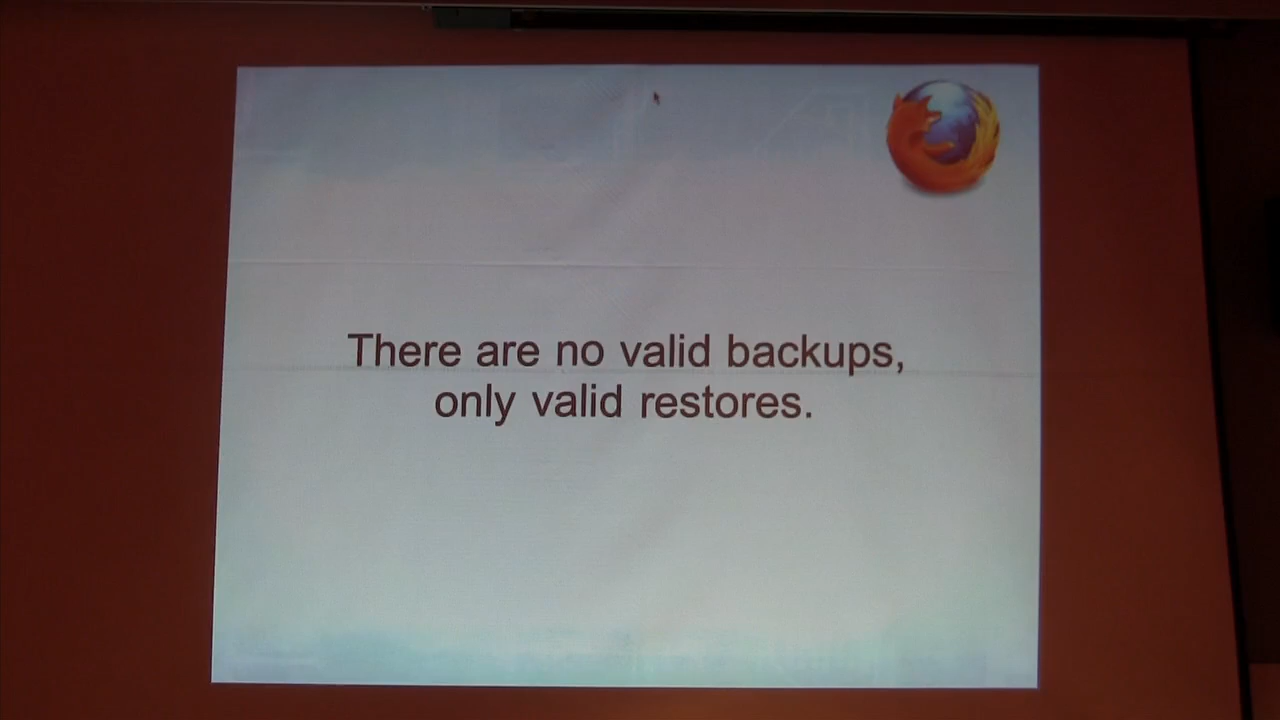 There are no valid backups,
only valid restores.